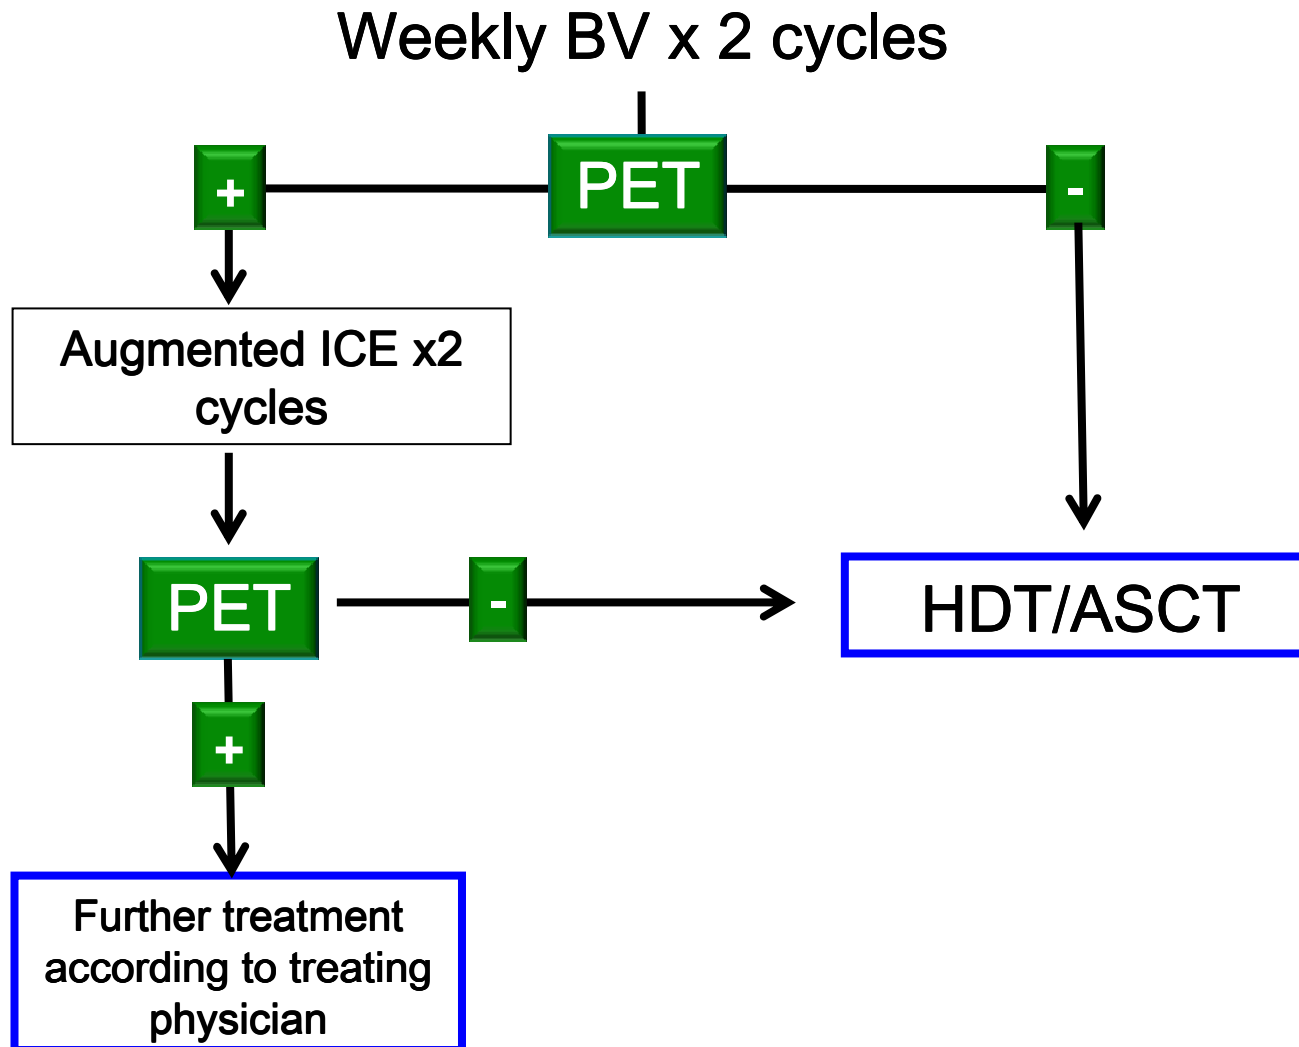 Weekly BV x 2 cycles
PET
+
-
Augmented ICE x2
cycles
PET
-
HDT/ASCT
+
Further treatment
according to treating
physician